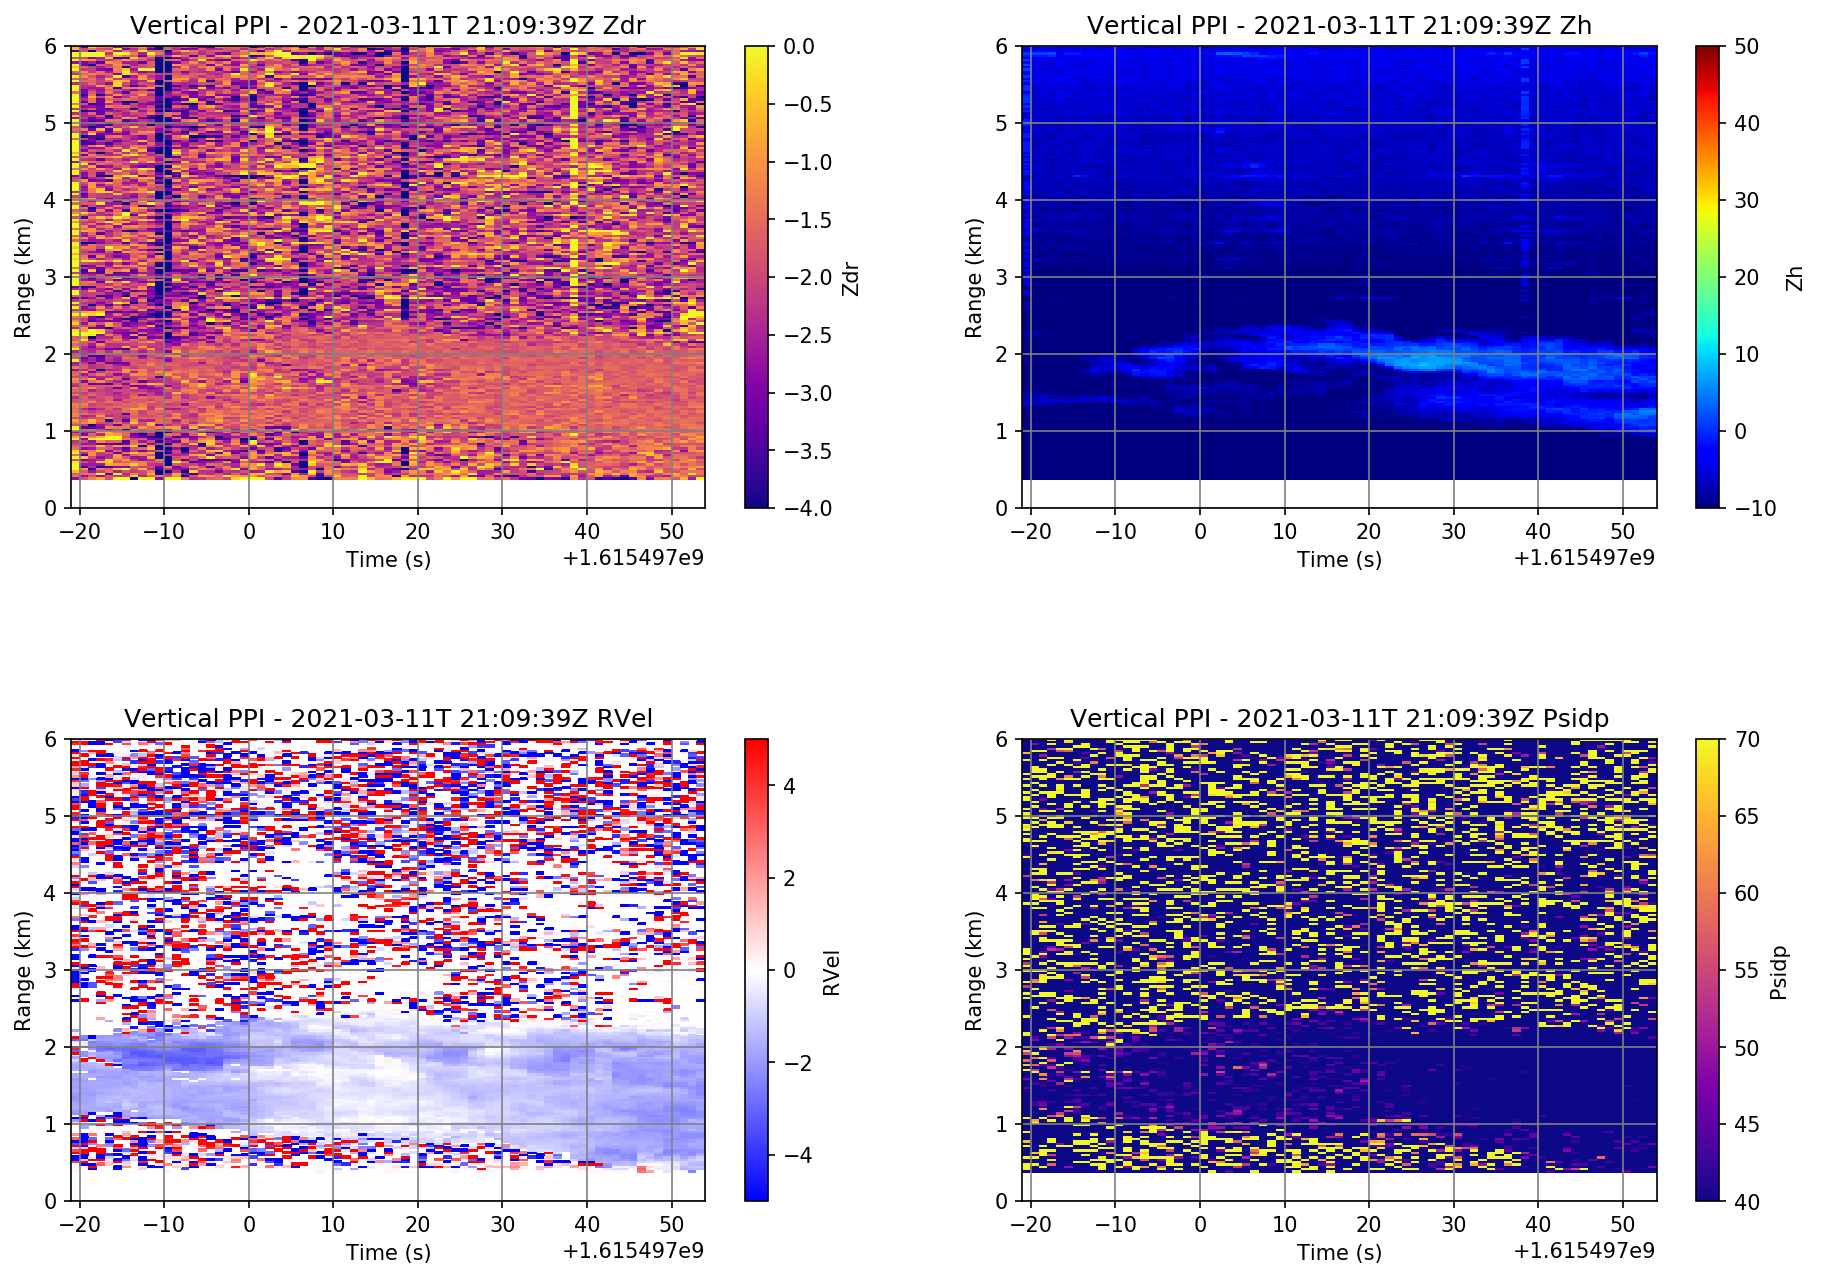 Vertical PPI - 2021-03-11T 21:09:39Z Zdr
6
5
4
3
2
1
0
Range (km)
−20 −10 0 10 20 30 40 50
Time (s)
+1.615497e9
0.0
−0.5
−1.0
−1.5
−2.0
−2.5
−3.0
−3.5
−4.0
Zdr
Vertical PPI - 2021-03-11T 21:09:39Z Zh
6
5
4
3
2
1
0
Range (km)
−20 −10 0 10 20 30 40 50
Time (s)
+1.615497e9
50
40
30
20
10
0
−10
Zh
Vertical PPI - 2021-03-11T 21:09:39Z RVel
6
5
4
3
2
1
0
Range (km)
−20 −10 0 10 20 30 40 50
Time (s)
+1.615497e9
4
2
0
−2
−4
RVel
Vertical PPI - 2021-03-11T 21:09:39Z Psidp
6
5
4
3
2
1
0
Range (km)
−20 −10 0 10 20 30 40 50
Time (s)
+1.615497e9
70
65
60
55
50
45
40
Psidp